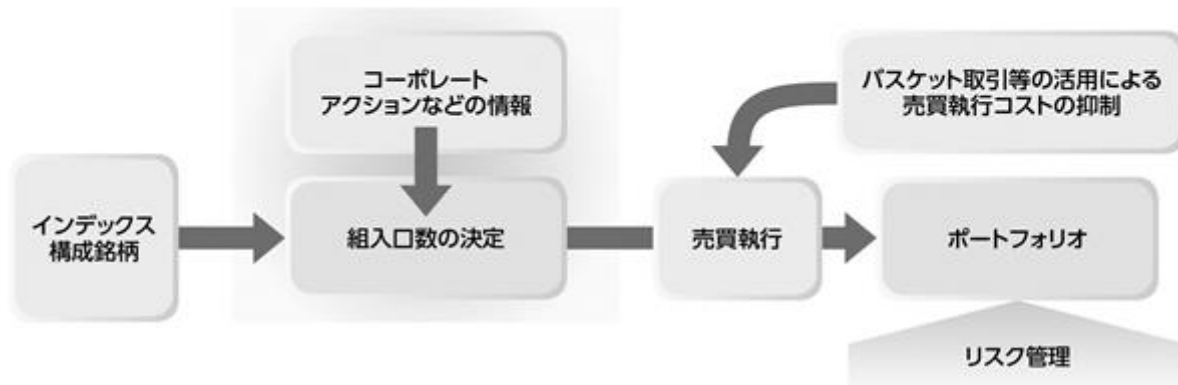 コーポレート
アクションなどの情報
バスケット取引等の活用による
売買執行コストの抑制
インデックス
構成銘柄
組入口数の決定
売買執行
ポートフォリオ
リスク管理